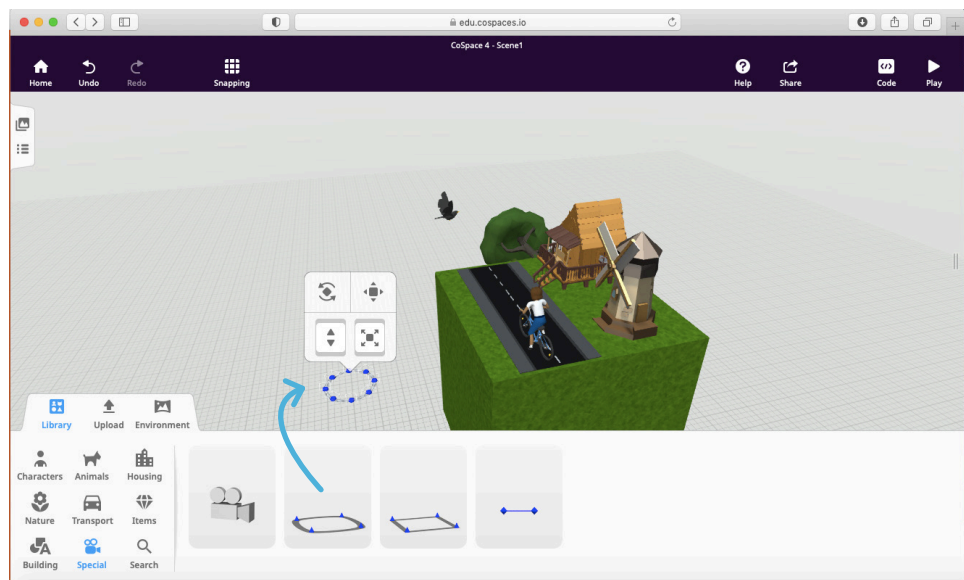 edu.cospaces.io
CoSpace 4 - Scene1
Home Undo Redo Snapping Help Share Code Play
Library Upload Environment
Characters Animals Housing
Nature Transport Items
Building Special Search